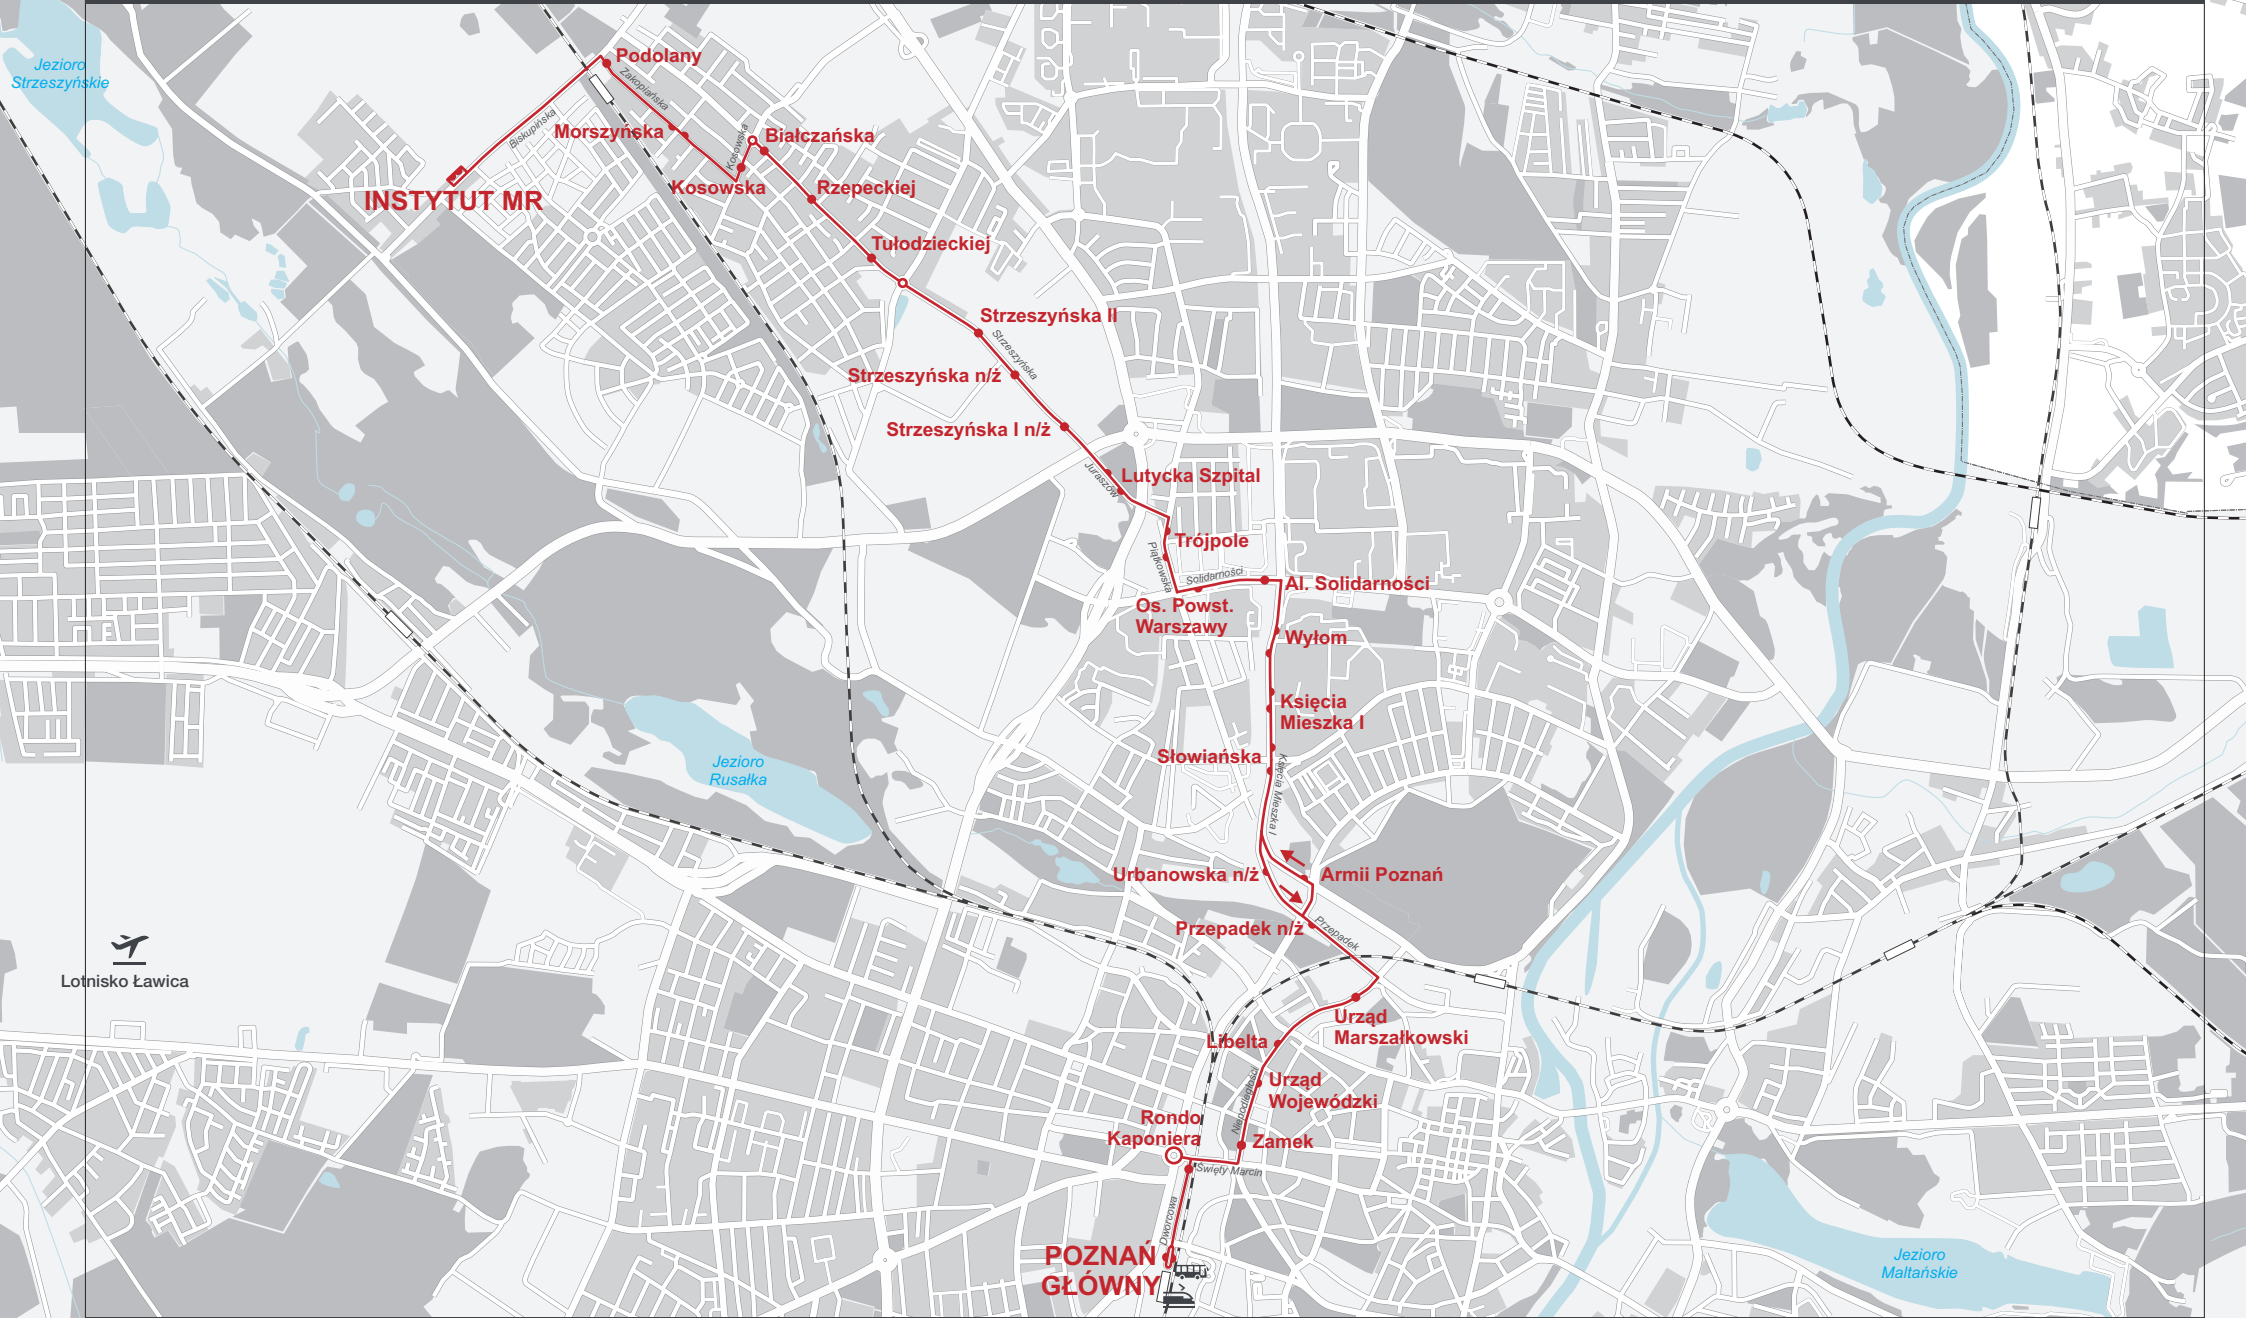 Jezioro
Strzeszyńskie
Podolany
Zakopiańska
Biskupińska
Morszyńska
Kosowska
Białczańska
INSTYTUT MR
Kosowska
Rzepeckiej
Tułodzieckiej
Strzeszyńska II
Strzeszyńska
Strzeszyńska n/ż
Strzeszyńska I n/ż
Juraszów
Lutycka Szpital
Trójpole
Piątkowska
Solidarności
Al. Solidarności
Os. Powst.
Warszawy
Wyłom
Księcia
Mieszka I
Słowiańska
Księcia Mieszka I
Jezioro
Rusałka
Urbanowska n/ż
Armii Poznań
Przepadek n/ż
Przepadek
Lotnisko Ławica
Urząd
Marszałkowski
Libelta
Urząd
Wojewódzki
Niepodległości
Rondo
Kaponiera
Zamek
Święty Marcin
Dworcowa
POZNAŃ
GŁÓWNY
Jezioro
Maltańskie